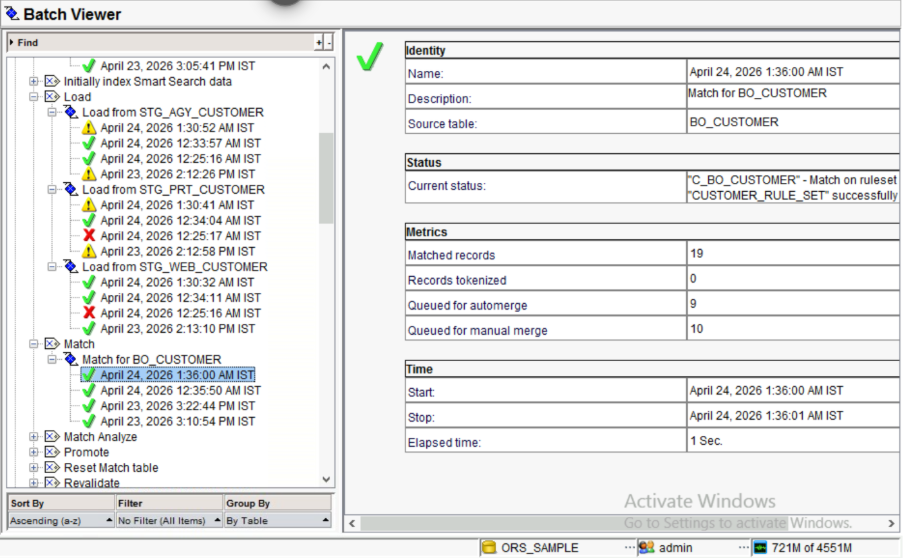 Batch Viewer
Find
+ -
April 23, 2026 3:05:41 PM IST
Initially index Smart Search data
Load
Load from STG_AGY_CUSTOMER
April 24, 2026 1:30:52 AM IST
April 24, 2026 12:33:57 AM IST
April 24, 2026 12:25:16 AM IST
April 23, 2026 2:12:26 PM IST
Load from STG_PRT_CUSTOMER
April 24, 2026 1:30:41 AM IST
April 24, 2026 12:34:04 AM IST
April 24, 2026 12:25:17 AM IST
April 23, 2026 2:12:58 PM IST
Load from STG_WEB_CUSTOMER
April 24, 2026 1:30:32 AM IST
April 24, 2026 12:34:11 AM IST
April 24, 2026 12:25:16 AM IST
April 23, 2026 2:13:10 PM IST
Match
Match for BO_CUSTOMER
April 24, 2026 1:36:00 AM IST
April 24, 2026 12:35:50 AM IST
April 23, 2026 3:22:44 PM IST
April 23, 2026 3:10:54 PM IST
Match Analyze
Promote
Reset Match table
Revalidate
Sort By Filter Group By
Ascending (a-z) No Filter (All Items) By Table
Identity
Name: April 24, 2026 1:36:00 AM IST
Description: Match for BO_CUSTOMER
Source table: BO_CUSTOMER
Status
Current status: "C_BO_CUSTOMER" - Match on ruleset
"CUSTOMER_RULE_SET" successfully
Metrics
Matched records 19
Records tokenized 0
Queued for automerge 9
Queued for manual merge 10
Time
Start: April 24, 2026 1:36:00 AM IST
Stop: April 24, 2026 1:36:01 AM IST
Elapsed time: 1 Sec.
Activate Windows
Go to Settings to activate Windows.
ORS_SAMPLE ... admin ... 721M of 4551M